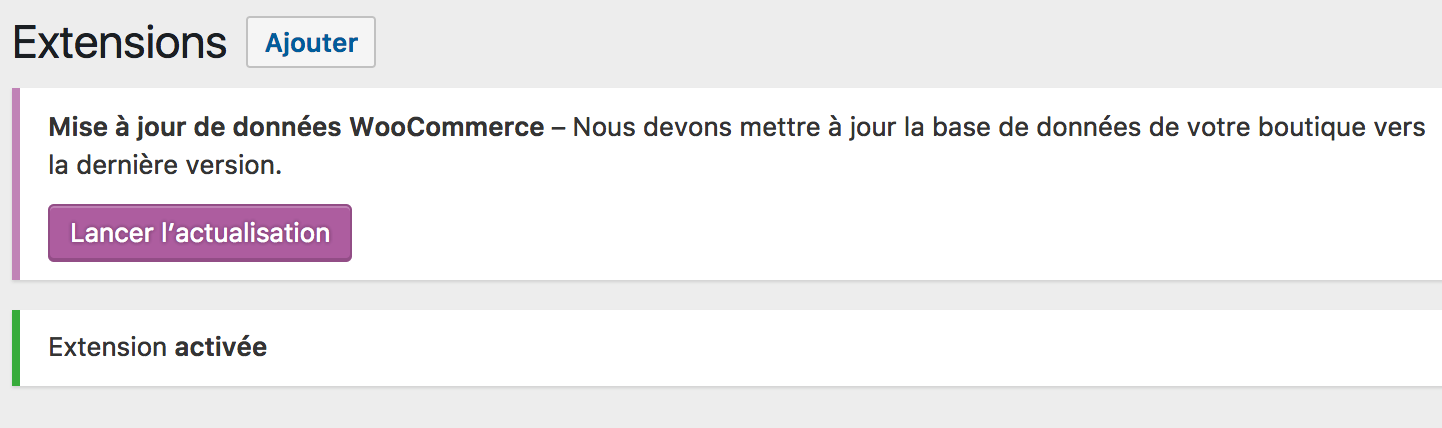 Extensions Ajouter
Mise à jour de données WooCommerce – Nous devons mettre à jour la base de données de votre boutique vers
la dernière version.
Lancer l’actualisation
Extension activée